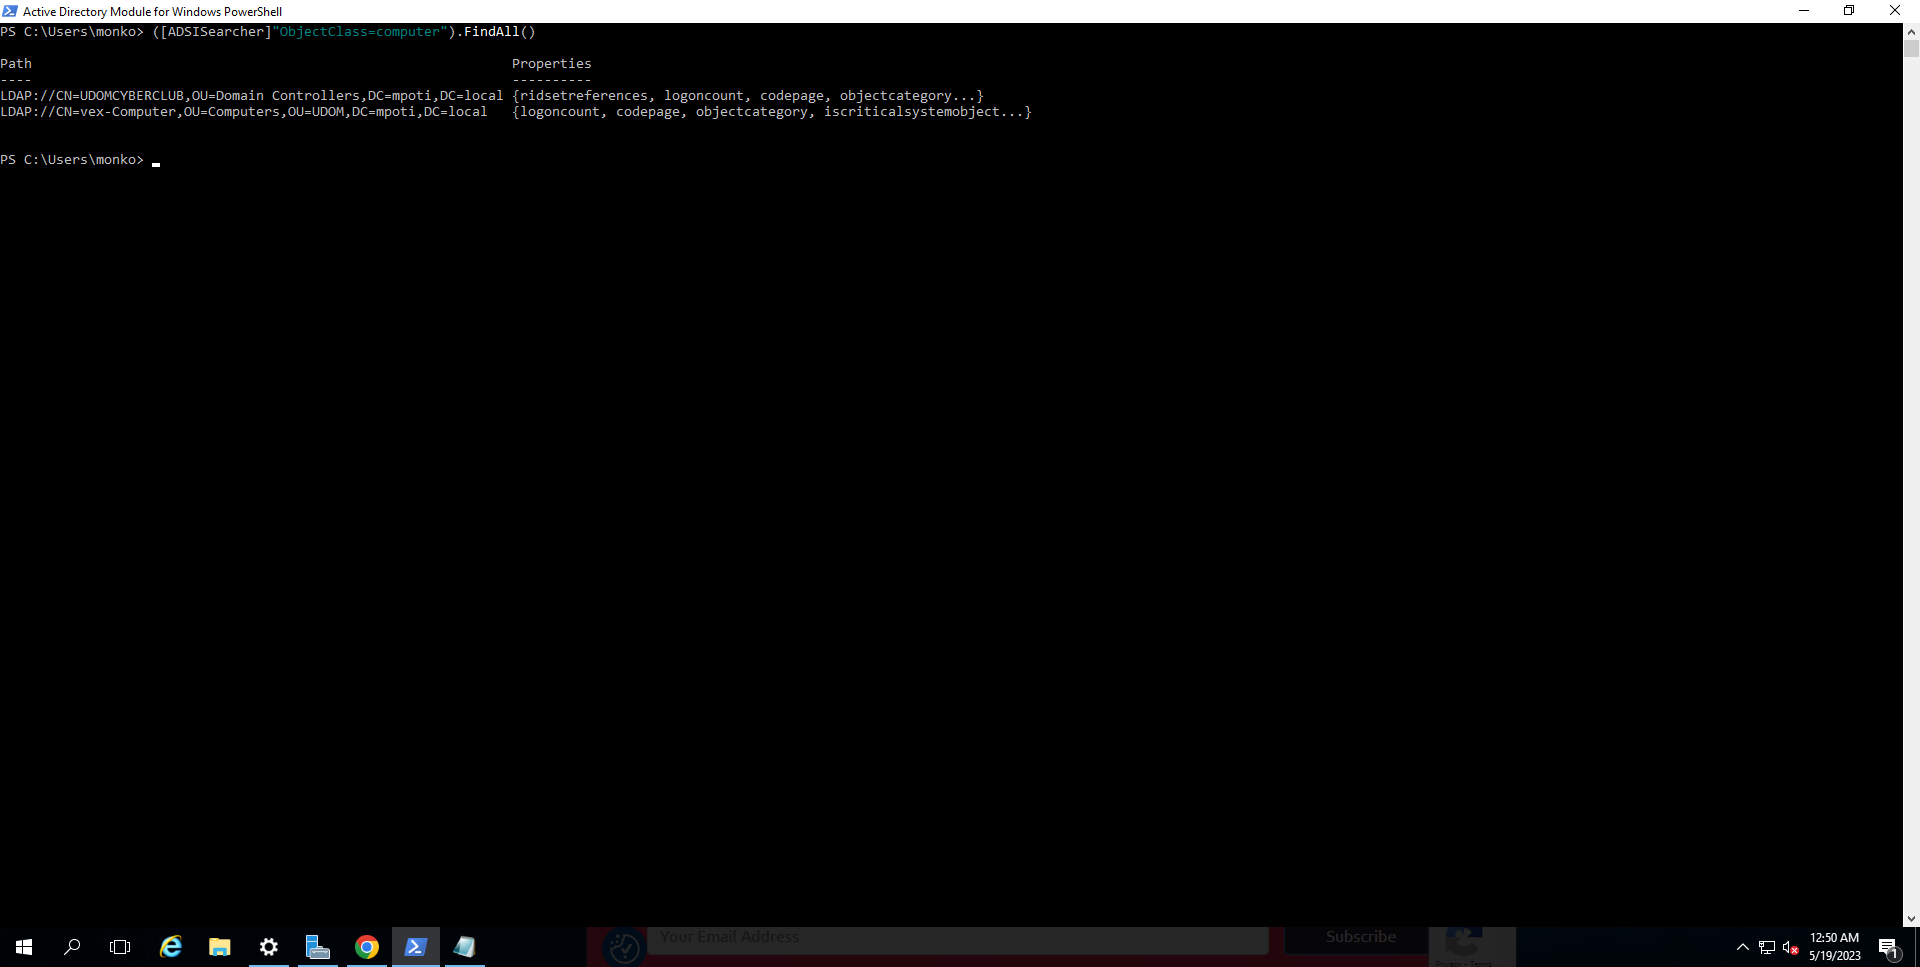 Active Directory Module for Windows PowerShell
PS C:\Users\monko> ([ADSISearcher]"ObjectClass=computer").FindAll()
Path Properties
---- ----------
LDAP://CN=UDOMCYBERCLUB,OU=Domain Controllers,DC=mpoti,DC=local {ridsetreferences, logoncount, codepage, objectcategory...}
LDAP://CN=vex-Computer,OU=Computers,OU=UDOM,DC=mpoti,DC=local {logoncount, codepage, objectcategory, iscriticalsystemobject...}
PS C:\Users\monko>
Your Email Address
Subscribe
Privacy - Terms
12:50 AM
5/19/2023
1